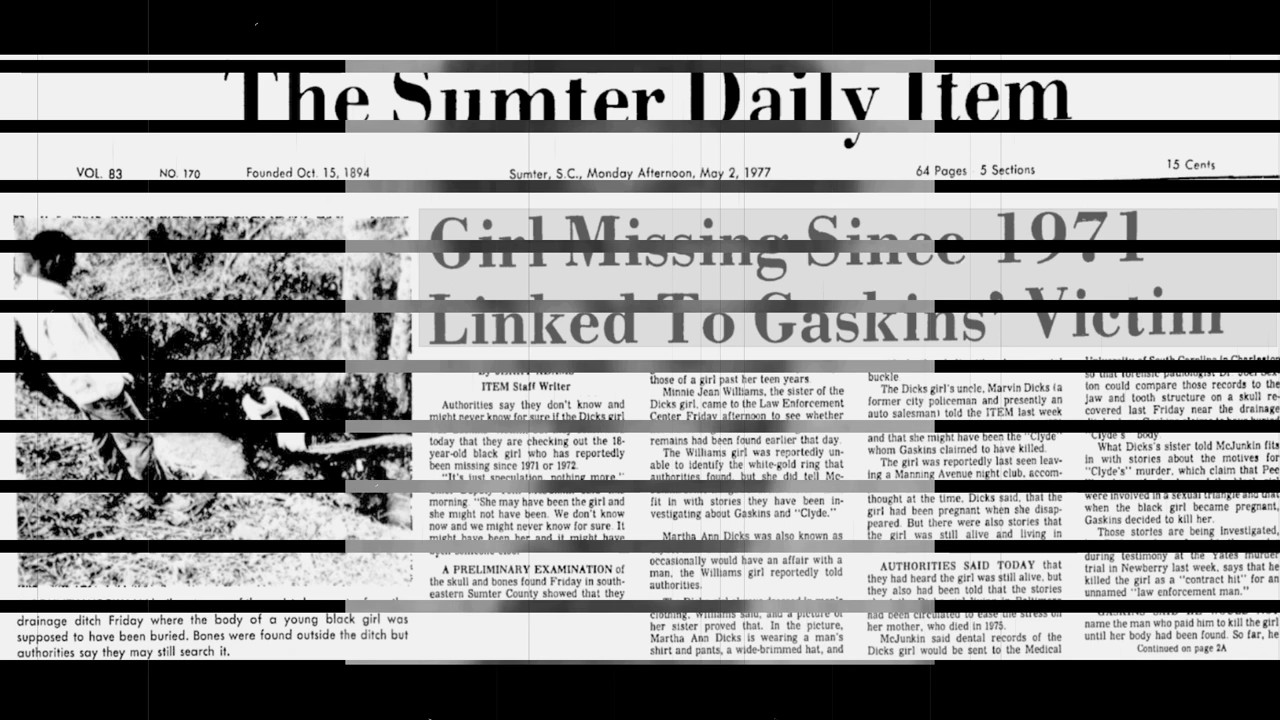 The Sumter Daily Item
VOL. 83 NO. 170 Founded Oct. 15, 1894 Sumter, S.C., Monday Afternoon, May 2, 1977 64 Pages 5 Sections 15 Cents
Girl Missing Since 1971
Linked To Gaskins' Victim
drainage ditch Friday where the body of a young black girl was
supposed to have been buried. Bones were found outside the ditch but
authorities say they may still search it.
ITEM Staff Writer
Authorities say they don't know and
might never know for sure if the Dicks girl
today that they are checking out the 18-
year-old black girl who has reportedly
been missing since 1971 or 1972.
"It's just speculation, nothing more,"
morning. "She may have been the girl and
she might not have been. We don't know
now and we might never know for sure. It
might have been her and it might have
A PRELIMINARY EXAMINATION of
the skull and bones found Friday in south-
eastern Sumter County showed that they
those of a girl past her teen years
Minnie Jean Williams, the sister of the
Dicks girl, came to the Law Enforcement
Center Friday afternoon to see whether
remains had been found earlier that day.
The Williams girl was reportedly un-
able to identify the white-gold ring that
authorities found, but she did tell Mc-
fit in with stories they have been in-
vestigating about Gaskins and "Clyde."
Martha Ann Dicks was also known as
occasionally would have an affair with a
man, the Williams girl reportedly told
authorities.
clothing, Williams said, and a picture of
her sister proved that. In the picture,
Martha Ann Dicks is wearing a man's
shirt and pants, a wide-brimmed hat, and
buckle
The Dicks girl's uncle, Marvin Dicks (a
former city policeman and presently an
auto salesman) told the ITEM last week
and that she might have been the "Clyde"
whom Gaskins claimed to have killed.
The girl was reportedly last seen leav-
ing a Manning Avenue night club, accom-
thought at the time, Dicks said, that the
girl had been pregnant when she disap-
peared. But there were also stories that
the girl was still alive and living in
AUTHORITIES SAID TODAY that
they had heard the girl was still alive, but
they also had been told that the stories
had been circulated to ease the stress on
her mother, who died in 1975.
McJunkin said dental records of the
Dicks girl would be sent to the Medical
University of South Carolina in Charleston
so that forensic pathologist Dr. Joel Sex-
ton could compare those records to the
jaw and tooth structure on a skull re-
covered last Friday near the drainage
"Clyde's" body.
What Dicks's sister told McJunkin fits
in with stories about the motives for
"Clyde's" murder, which claim that Pee
were involved in a sexual triangle and that
when the black girl became pregnant,
Gaskins decided to kill her.
Those stories are being Investigated,
during testimony at the Yates murder
trial in Newberry last week, says that he
killed the girl as a "contract hit" for an
unnamed "law enforcement man."
name the man who paid him to kill the girl
until her body had been found. So far, he
Continued on page 2A